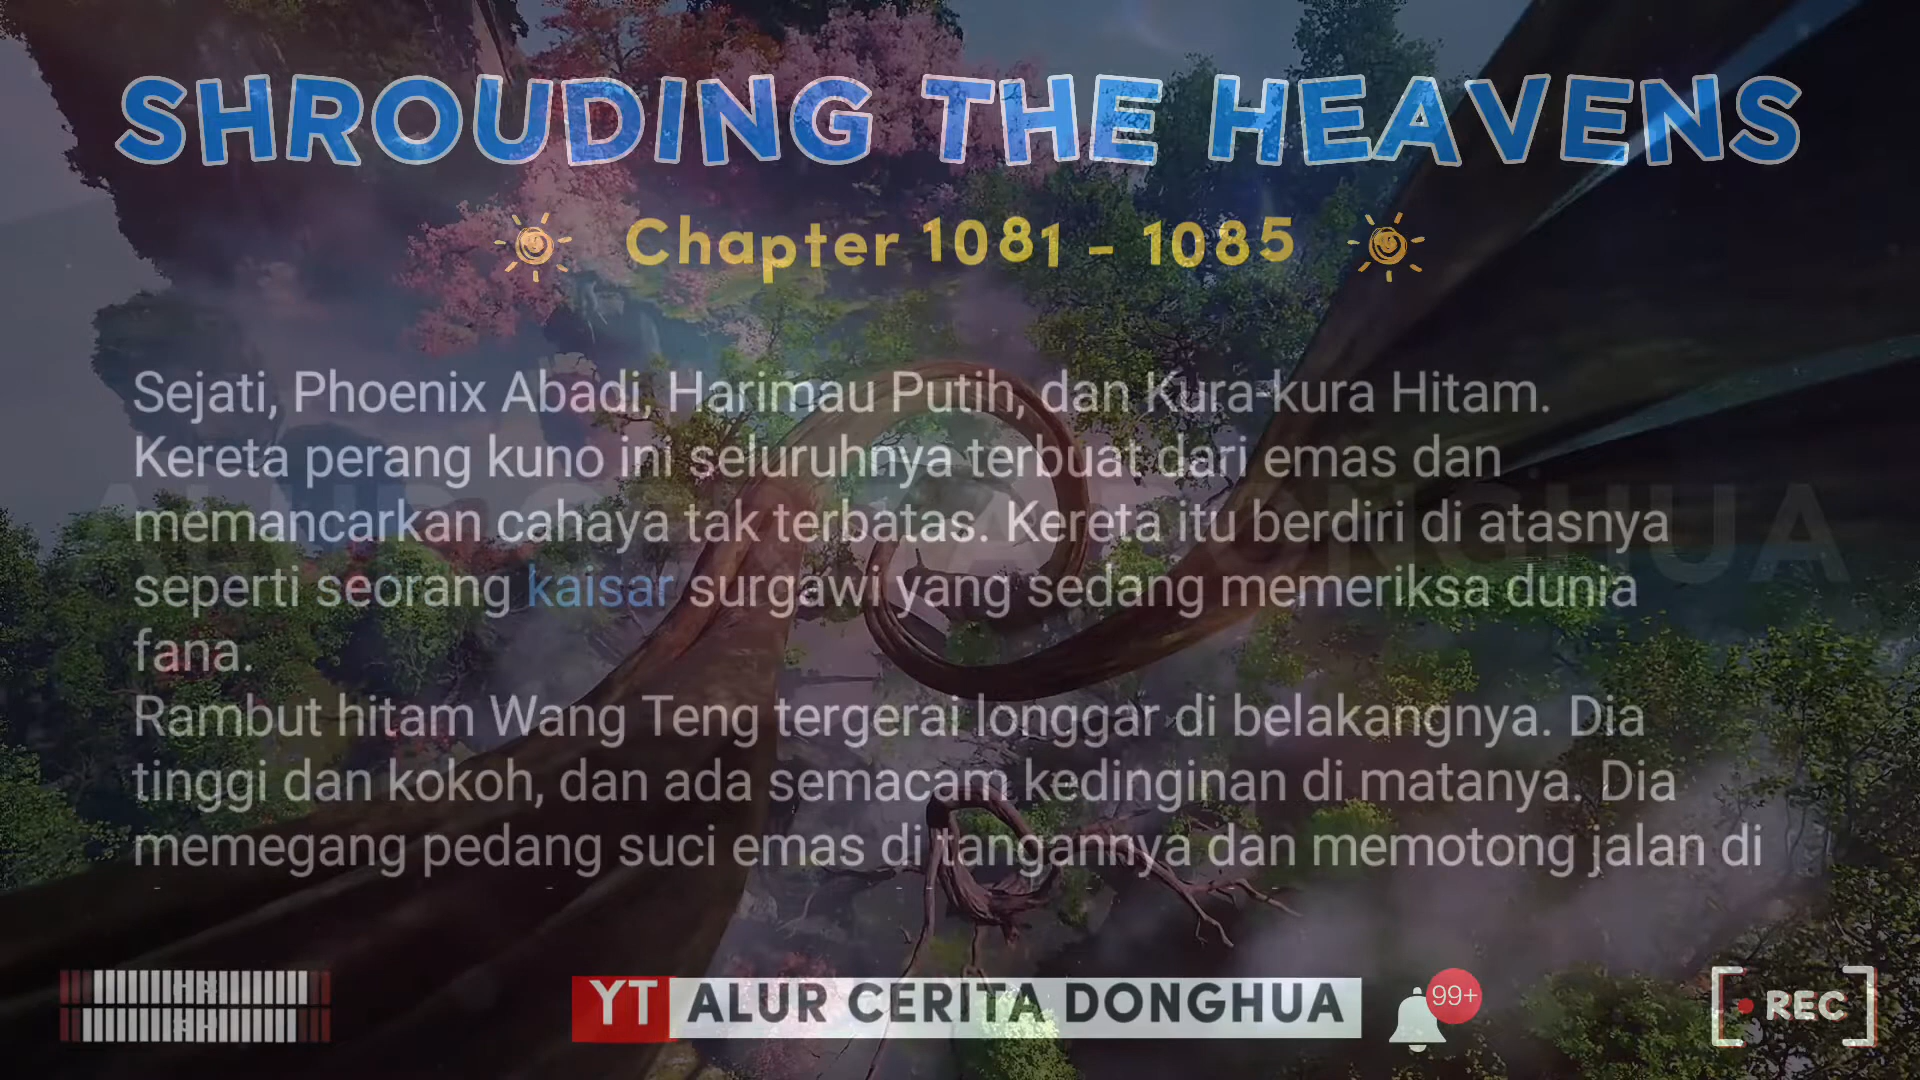 SHROUDING THE HEAVENS
Chapter 1081 - 1085
Sejati, Phoenix Abadi, Harimau Putih, dan Kura-kura Hitam.
Kereta perang kuno ini seluruhnya terbuat dari emas dan
memancarkan cahaya tak terbatas. Kereta itu berdiri di atasnya
seperti seorang kaisar surgawi yang sedang memeriksa dunia
fana.
Rambut hitam Wang Teng tergerai longgar di belakangnya. Dia
tinggi dan kokoh, dan ada semacam kedinginan di matanya. Dia
memegang pedang suci emas di tangannya dan memotong jalan di
YT ALUR CERITA DONGHUA
99+
REC